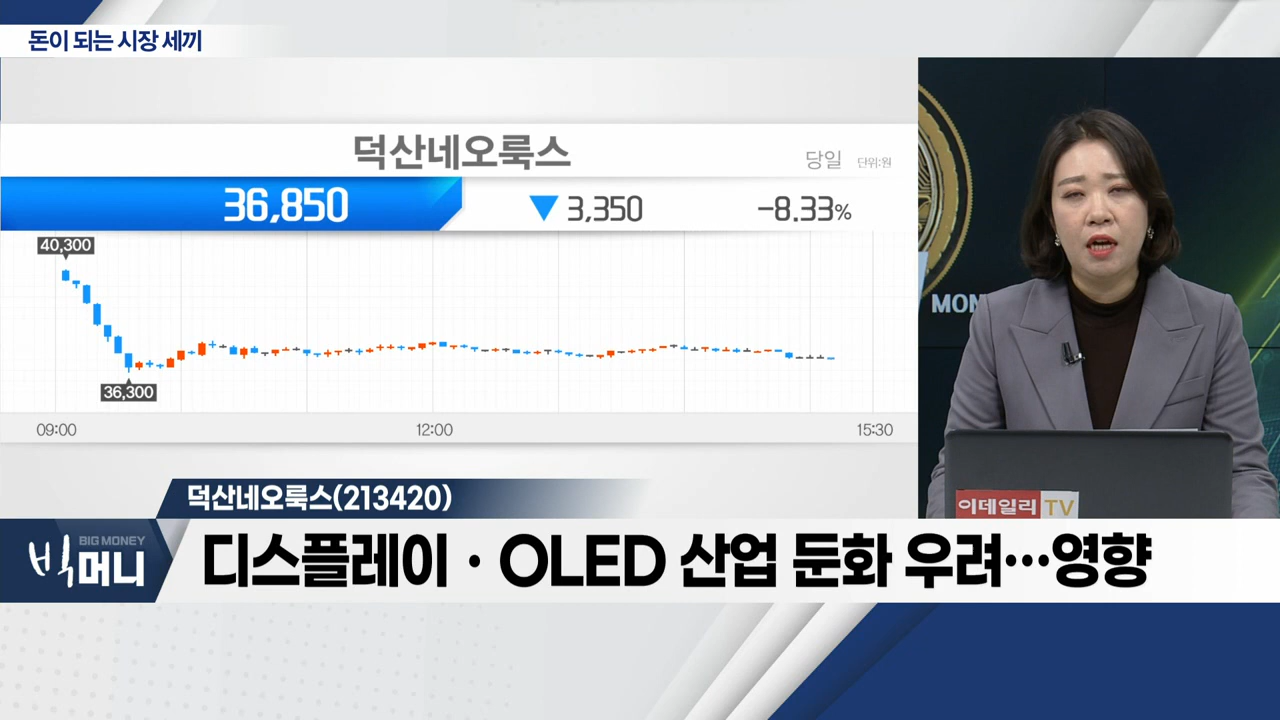 돈이 되는 시장 세끼
덕산네오룩스
당일 단위:원
36,850 ▼ 3,350 -8.33%
40,300
36,300
09:00 12:00 15:30
MON
이데일리 TV
덕산네오룩스(213420)
BIG MONEY
빅머니
디스플레이·OLED 산업 둔화 우려…영향